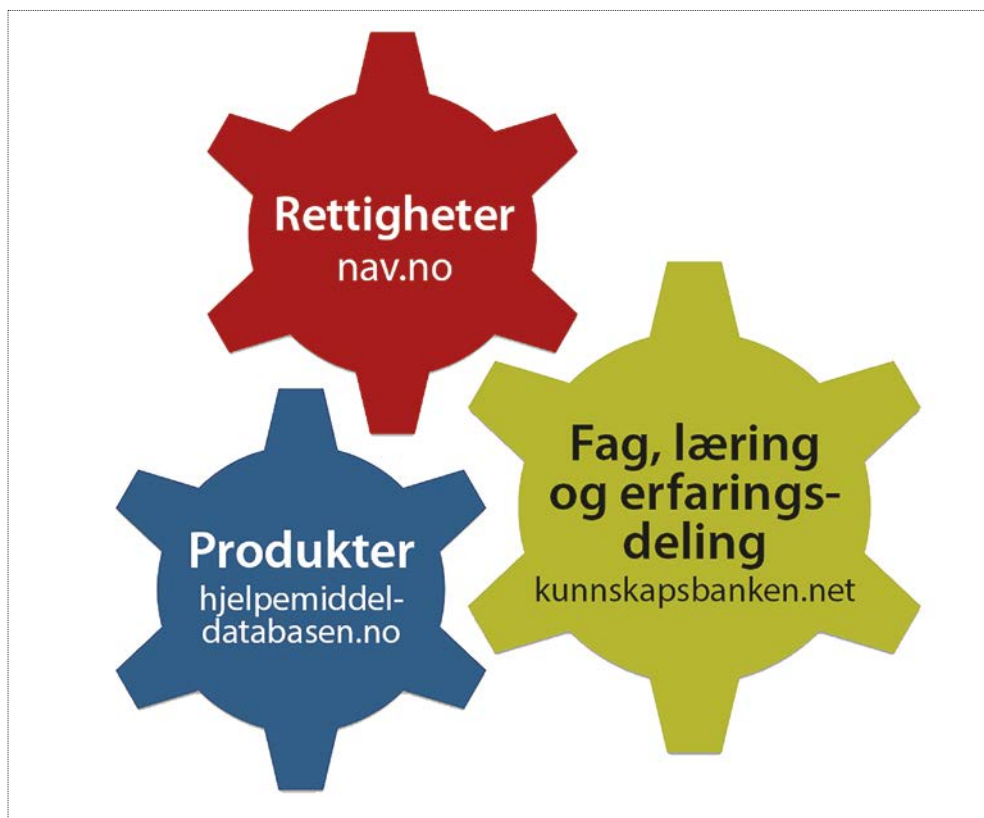 Rettigheter
nav.no
Fag, læring
og erfarings-
deling
kunnskapsbanken.net
Produkter
hjelpemiddel-
databasen.no